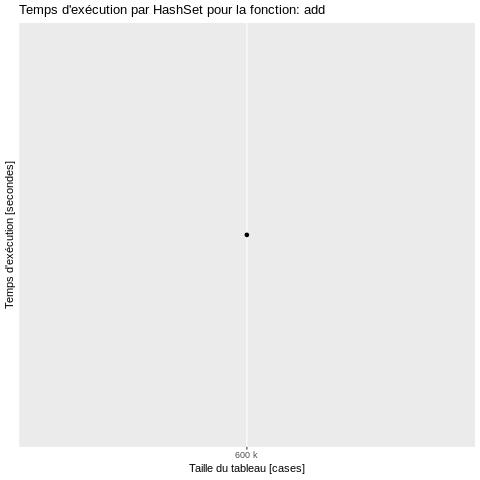 Temps d'exécution par HashSet pour la fonction: add
Temps d'exécution [secondes]
600 k
Taille du tableau [cases]